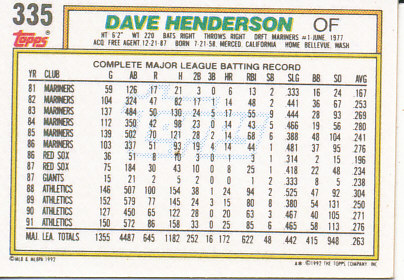 335
DAVE HENDERSON OF
Topps
HT 6'2" WT 220 BATS RIGHT THROWS RIGHT DRFT MARINERS #1-JUNE, 1977
ACQ FREE AGENT 12-21-87 BORN 7-21-58 MERCED CALIFORNIA HOME BELLEVUE, WASH
COMPLETE MAJOR LEAGUE BATTING RECORD
YR CLUB G AB R H 2B 3B HR RBI SB SLG BB SO AVG
81 MARINERS 59 126 17 21 3 0 6 13 2 .333 16 24 .167
82 MARINERS 104 324 47 82 17 1 14 48 2 .441 36 67 .253
83 MARINERS 137 484 50 130 24 5 17 55 9 .444 28 93 .269
84 MARINERS 112 350 42 98 23 0 14 43 5 .466 19 56 .280
85 MARINERS 139 502 70 121 28 2 14 68 6 .388 48 104 .241
86 MARINERS 103 337 51 93 19 4 14 44 1 .481 37 95 .276
86 RED SOX 36 51 8 10 3 0 1 3 1 .314 2 15 .196
87 RED SOX 75 184 30 43 10 0 8 25 1 .418 22 48 .234
87 GIANTS 15 21 2 5 2 0 0 1 2 .333 8 5 .238
88 ATHLETICS 146 507 100 154 38 1 24 94 2 .525 47 92 .304
89 ATHLETICS 152 579 77 145 24 3 15 80 8 .380 54 131 .250
90 ATHLETICS 127 450 65 122 28 0 20 63 3 .467 40 105 .271
91 ATHLETICS 150 572 86 158 33 0 25 85 6 .465 58 113 .276
MAJ. LEA. TOTALS 1355 4487 645 1182 252 16 172 622 48 .442 415 948 .263
©MLB & MLBPA 1992
©1992 THE TOPPS COMPANY, INC